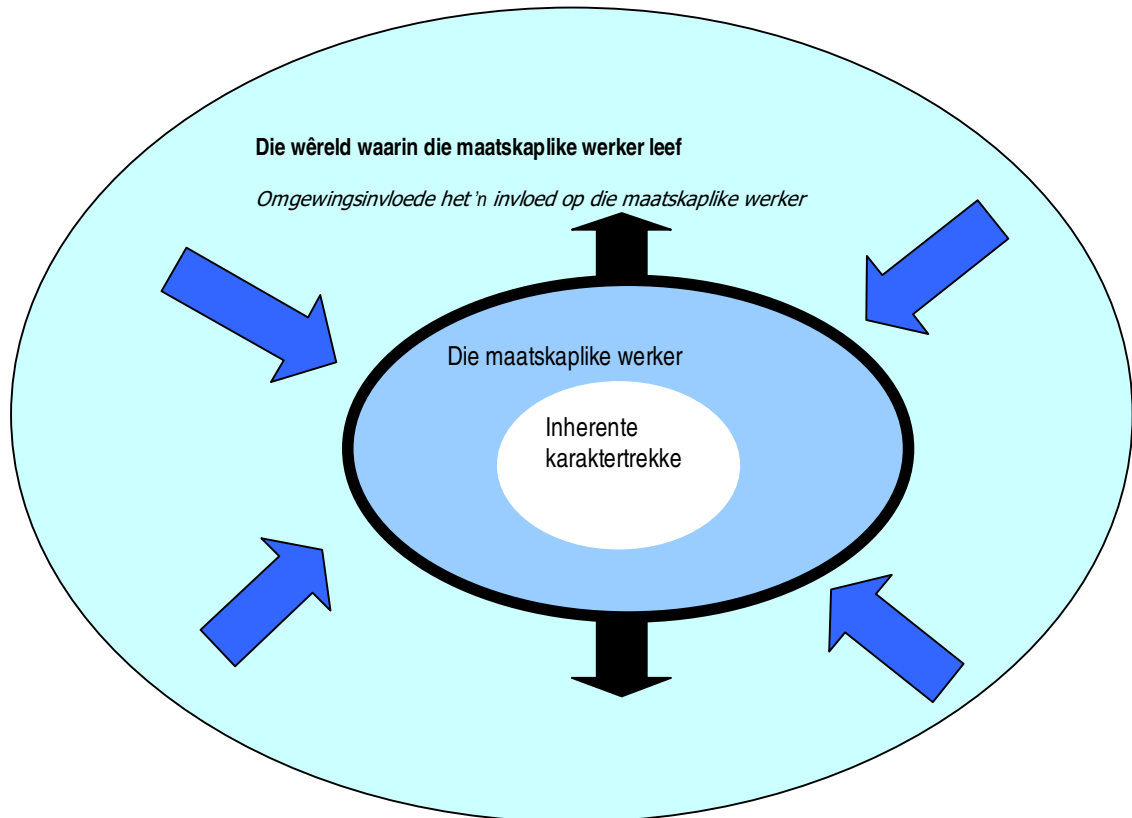 Die wêreld waarin die maatskaplike werker leef
Omgewingsinvloede het 'n invloed op die maatskaplike werker
Die maatskaplike werker
Inherente
karaktertrekke